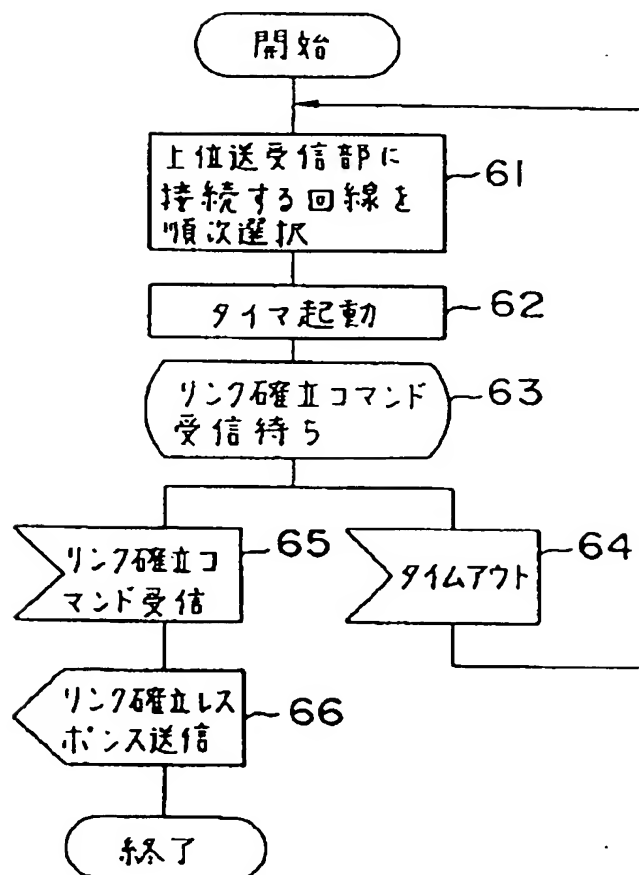 開始
上位送受信部に
接続する回線を
順次選択
61
タイマ起動
62
リンク確立コマンド
受信待ち
63
リンク確立コ
マンド受信
65
タイムアウト
64
リンク確立レス
ポンス送信
66
終了